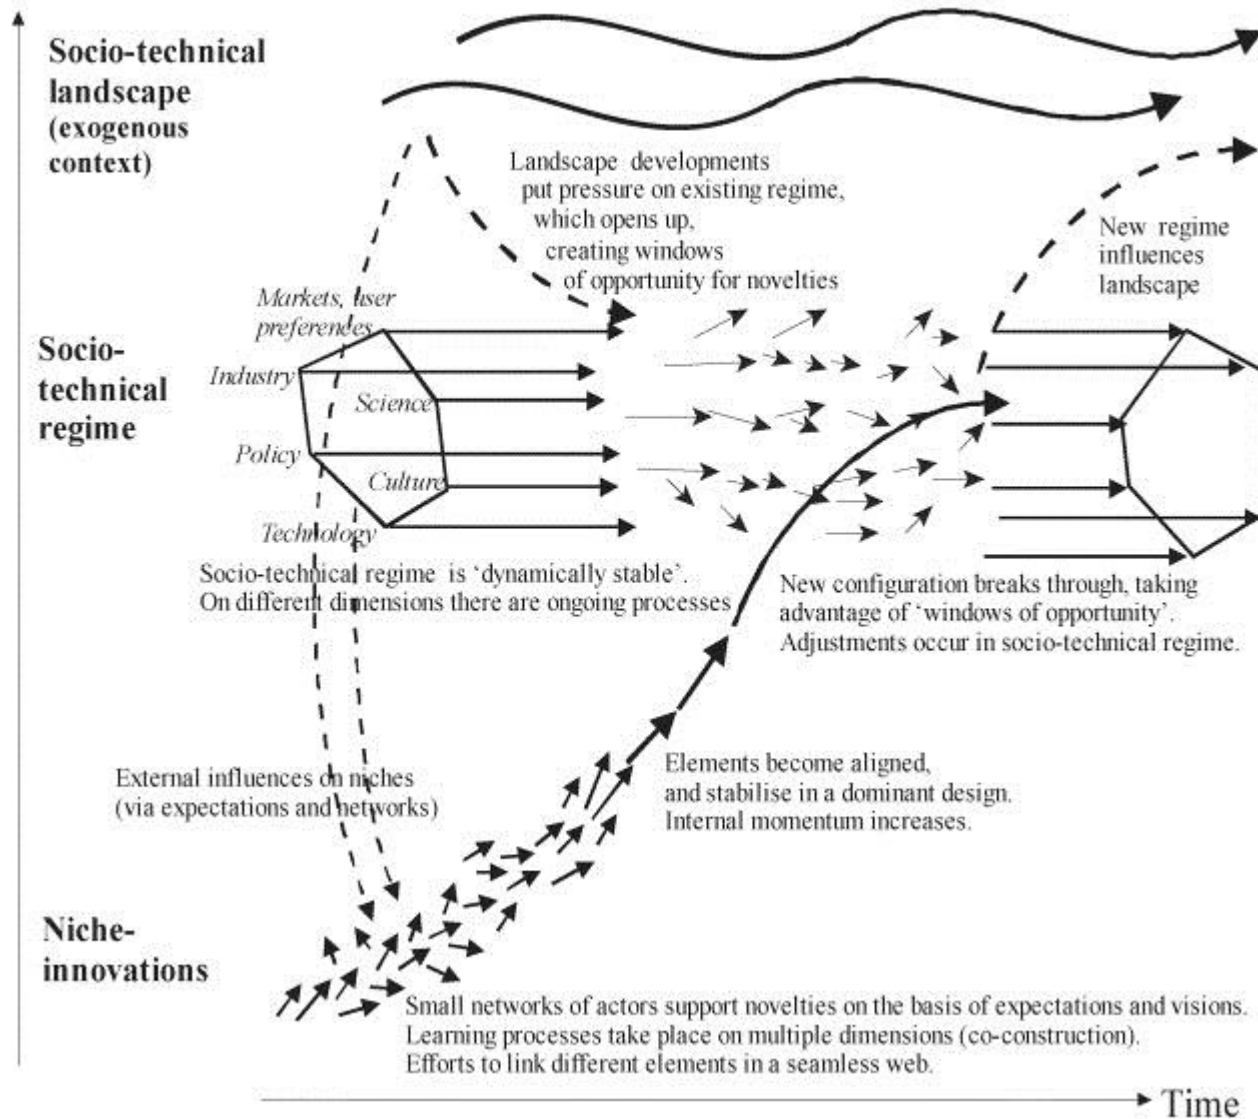 Socio-technical
landscape
(exogenous
context)
Landscape developments
put pressure on existing regime,
which opens up,
creating windows
of opportunity for novelties
New regime
influences
landscape
Markets, user
preferences
Socio-
technical
regime
Industry
Science
Policy
Culture
Technology
Socio-technical regime is ‘dynamically stable’.
On different dimensions there are ongoing processes
New configuration breaks through, taking
advantage of ‘windows of opportunity’.
Adjustments occur in socio-technical regime.
External influences on niches
(via expectations and networks)
Elements become aligned,
and stabilise in a dominant design.
Internal momentum increases.
Niche-
innovations
Small networks of actors support novelties on the basis of expectations and visions.
Learning processes take place on multiple dimensions (co-construction).
Efforts to link different elements in a seamless web.
Time